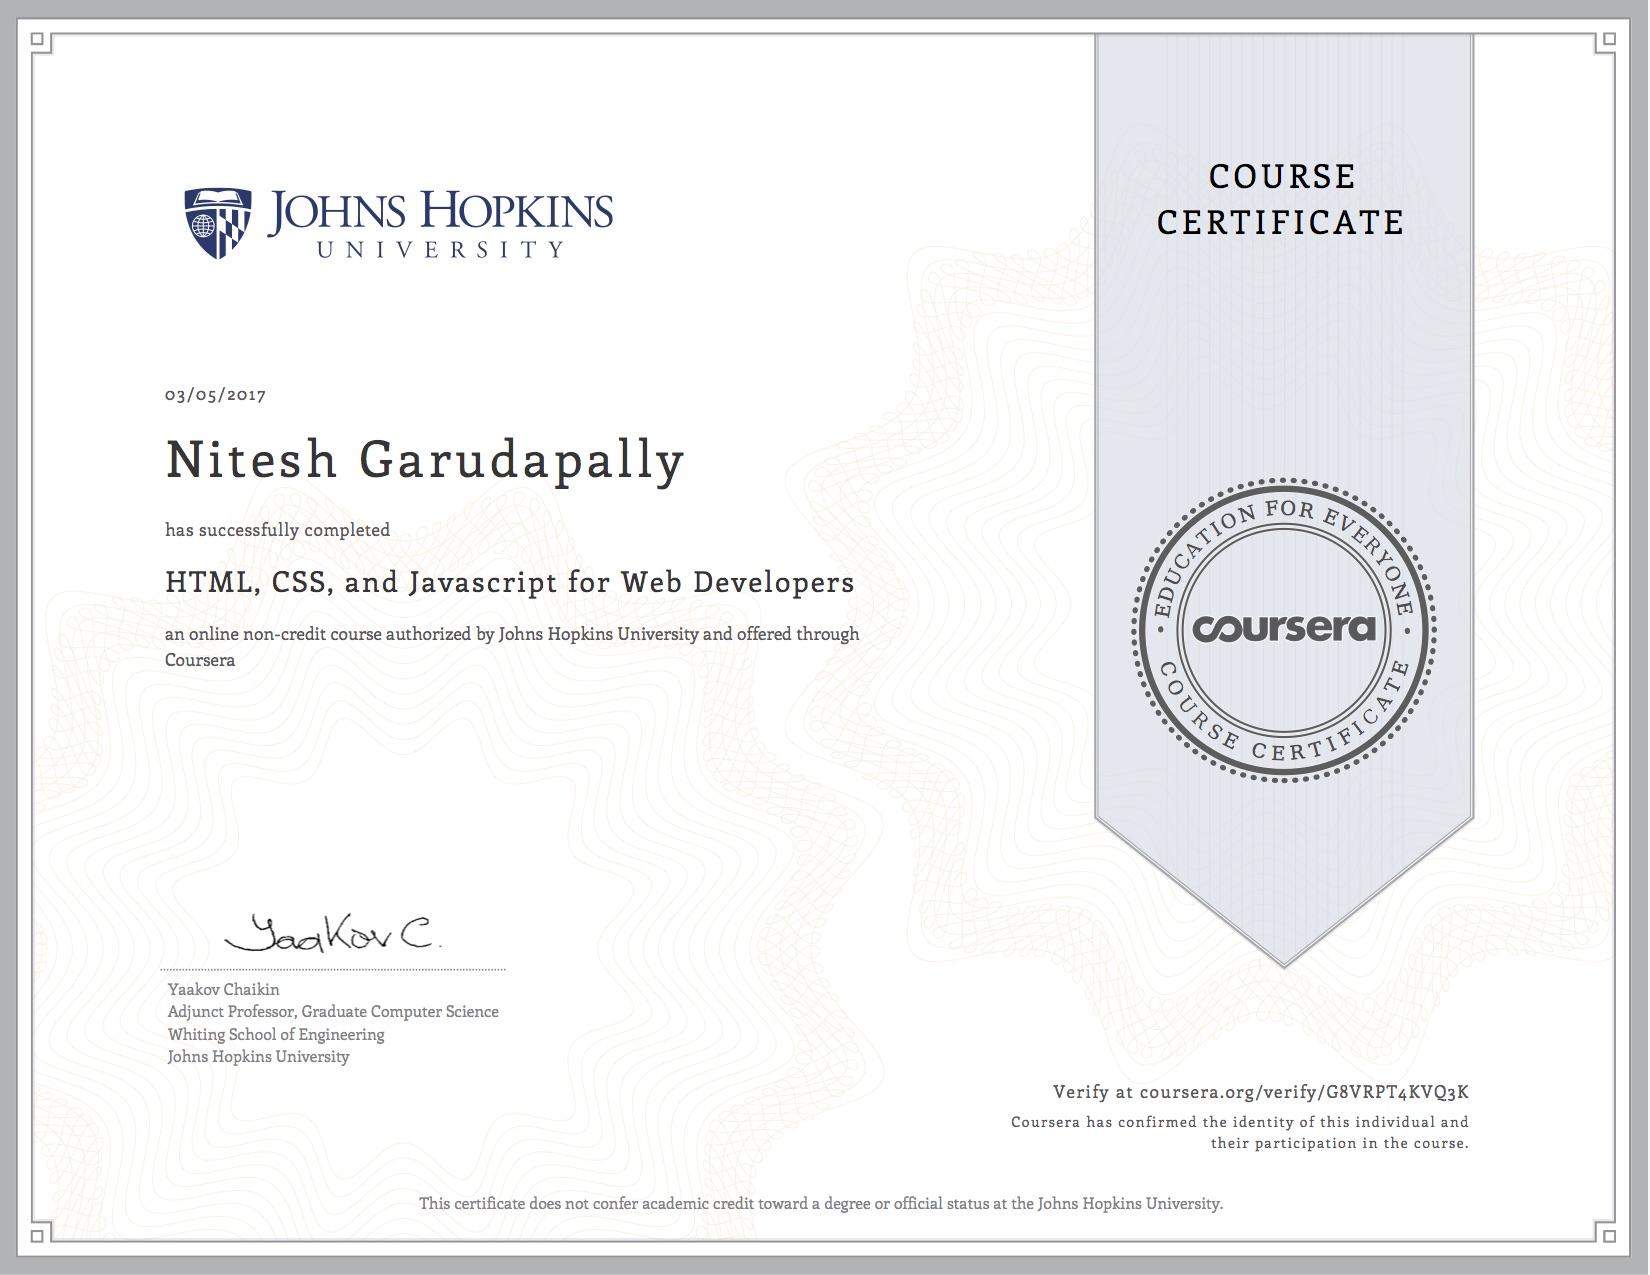 JOHNS HOPKINS
UNIVERSITY
COURSE
CERTIFICATE
03/05/2017
Nitesh Garudapally
has successfully completed
HTML, CSS, and Javascript for Web Developers
an online non-credit course authorized by Johns Hopkins University and offered through
Coursera
EDUCATION FOR EVERYONE
coursera
COURSE CERTIFICATE
Yaakov C.
Yaakov Chaikin
Adjunct Professor, Graduate Computer Science
Whiting School of Engineering
Johns Hopkins University
Verify at coursera.org/verify/G8VRPT4KVQ3K
Coursera has confirmed the identity of this individual and
their participation in the course.
This certificate does not confer academic credit toward a degree or official status at the Johns Hopkins University.